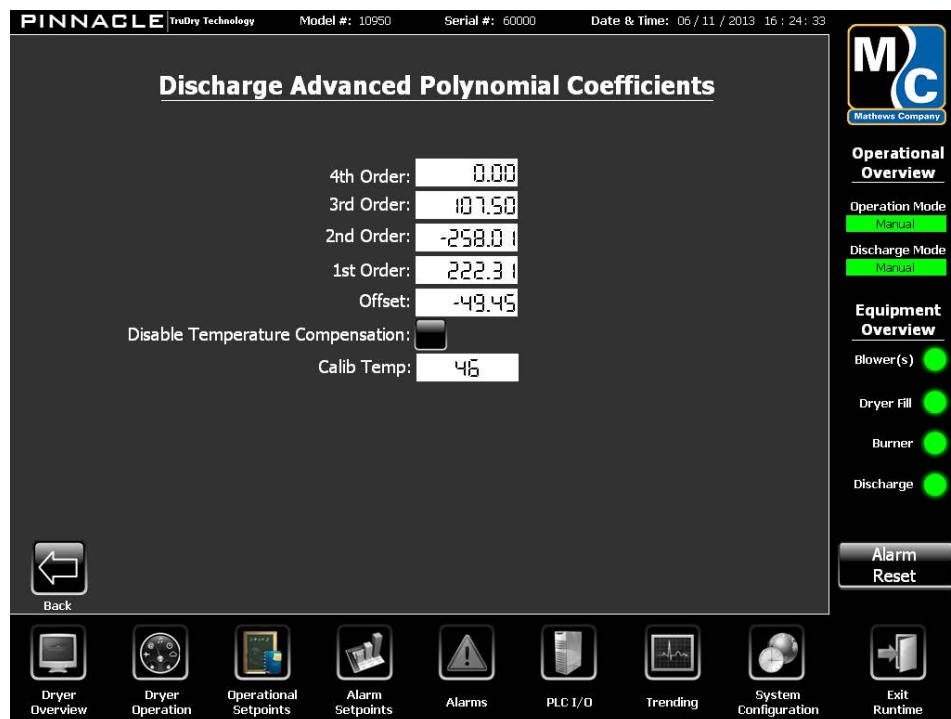 PINNACLE TruDry Technology Model #: 10950 Serial #: 60000 Date & Time: 06/11/2013 16:24:33
Discharge Advanced Polynomial Coefficients
4th Order: 0.00
3rd Order: 107.50
2nd Order: -258.01
1st Order: 222.31
Offset: -49.45
Disable Temperature Compensation:
Calib Temp: 46
Back
MC
Mathews Company
Operational
Overview
Operation Mode
Manual
Discharge Mode
Manual
Equipment
Overview
Blower(s)
Dryer Fill
Burner
Discharge
Alarm
Reset
Dryer
Overview
Dryer
Operation
Operational
Setpoints
Alarm
Setpoints
Alarms
PLC I/O
Trending
System
Configuration
Exit
Runtime